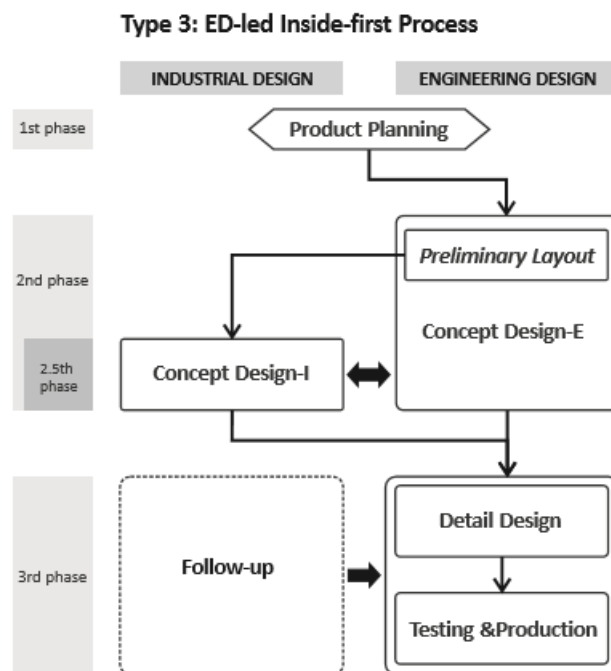 Type 3: ED-led Inside-first Process
INDUSTRIAL DESIGN
ENGINEERING DESIGN
1st phase
Product Planning
2nd phase
Preliminary Layout
Concept Design-E
2.5th
phase
Concept Design-I
3rd phase
Follow-up
Detail Design
Testing &Production